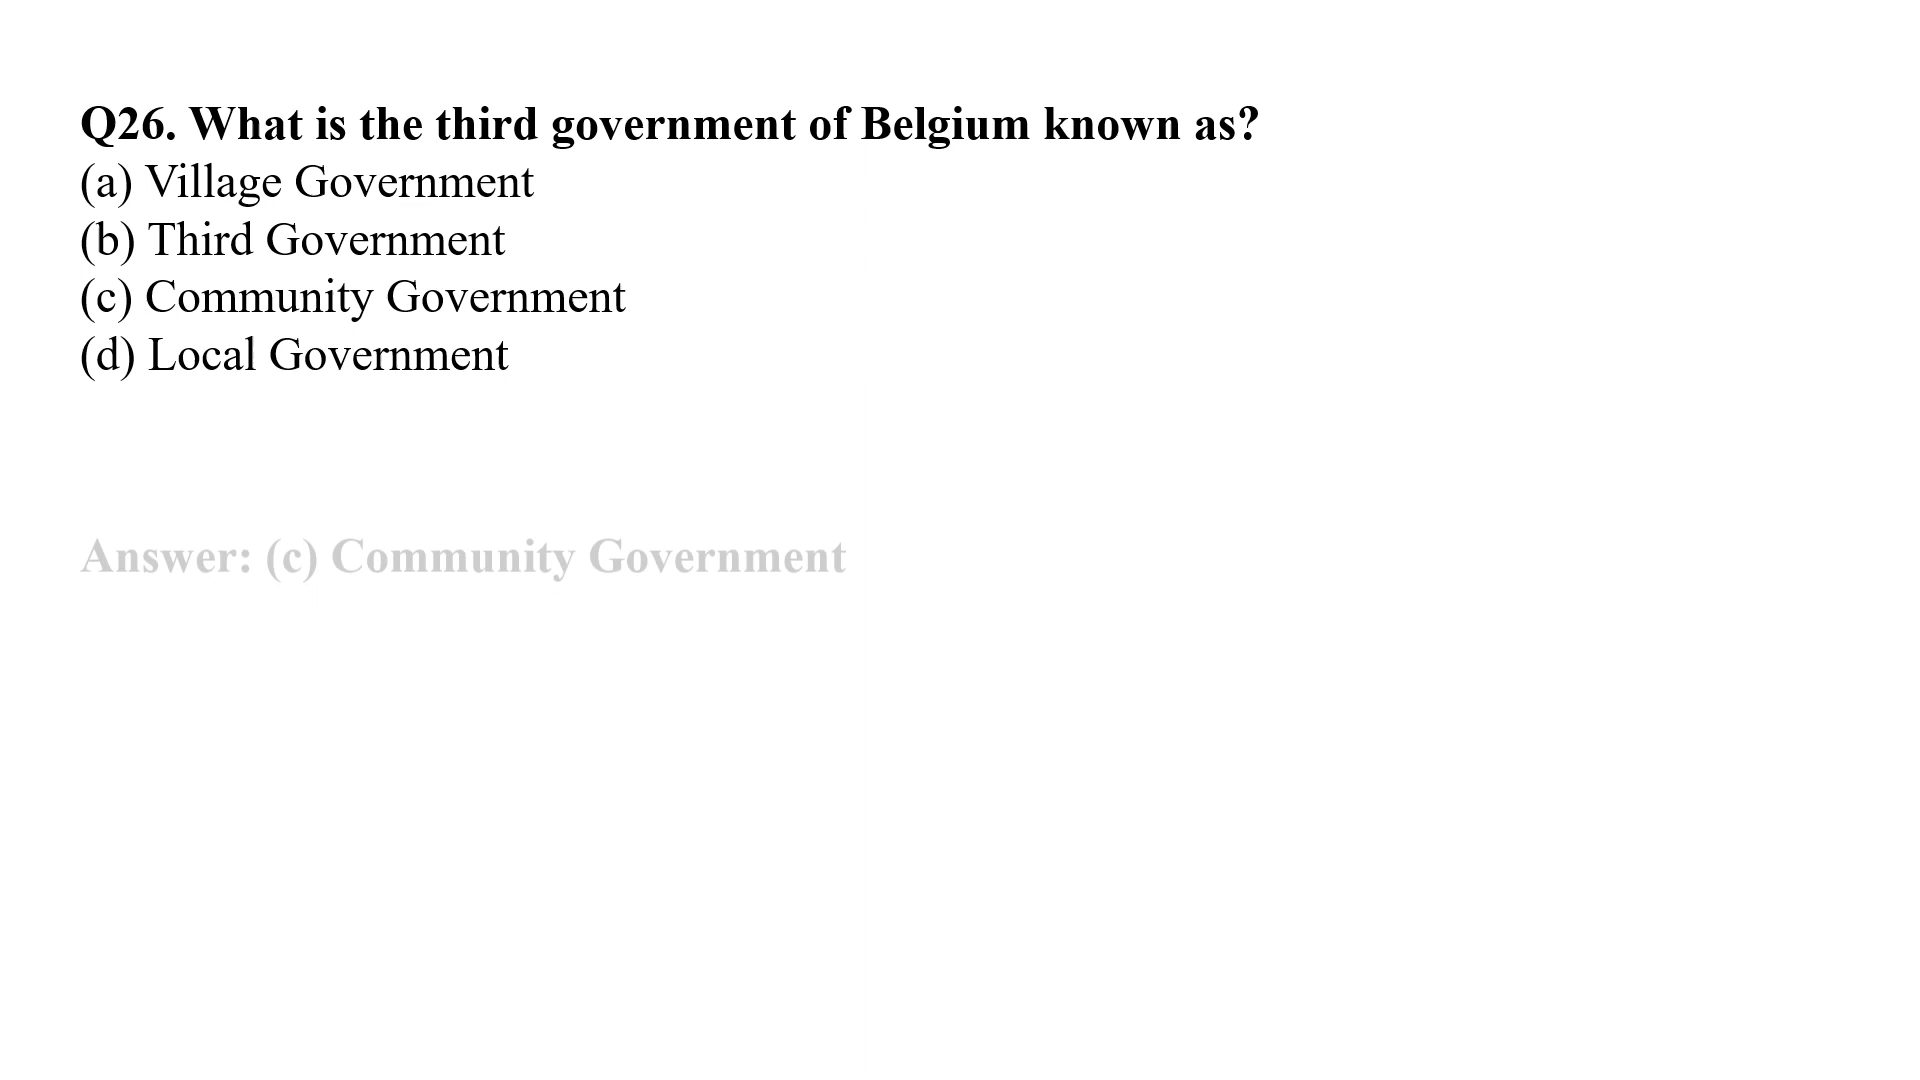 Q26. What is the third government of Belgium known as?
(a) Village Government
(b) Third Government
(c) Community Government
(d) Local Government
Answer: (c) Community Government